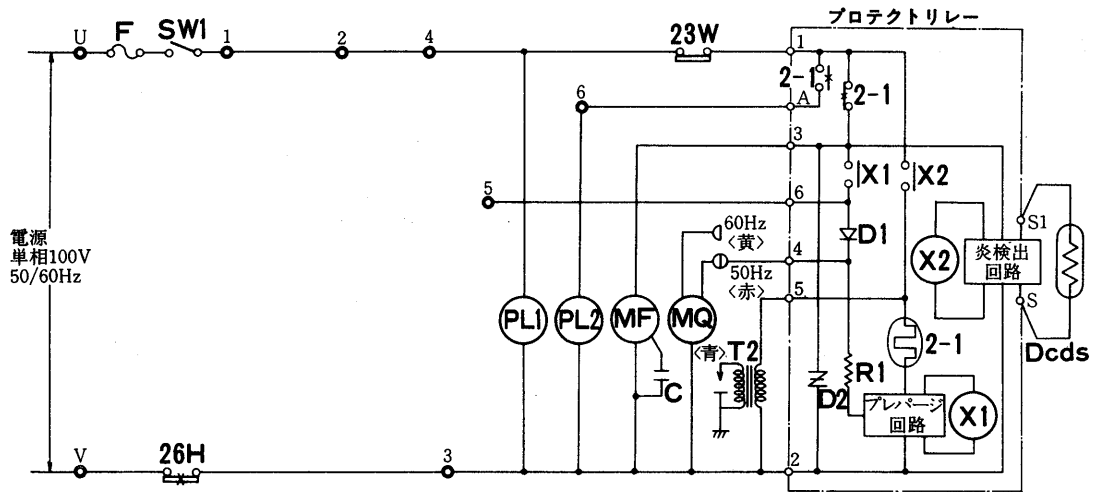 プロテクトリレー
U
F
SW1
1
2
4
23W
1
2-1
2-1
6
A
3
X1
X2
5
6
60Hz
〈黄〉
D1
S1
電源
単相100V
50/60Hz
50Hz
〈赤〉
4
X2
炎検出
回路
5
S
PL1
PL2
MF
MQ
〈青〉
T2
2-1
Dcds
C
D2
R1
プレパージ
回路
X1
V
26H
3
2